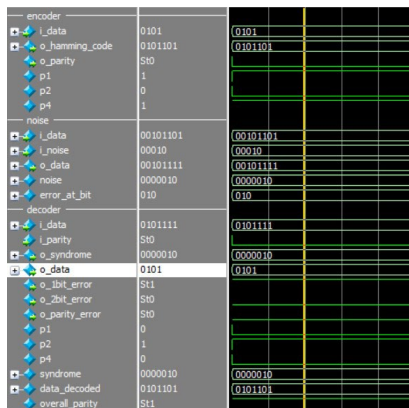 encoder
i_data 0101 0101
o_hamming_code 0101101 0101101
o_parity St0
p1 1
p2 0
p4 1
noise
i_data 00101101 00101101
i_noise 00010 00010
o_data 00101111 00101111
noise 0000010 0000010
error_at_bit 010 010
decoder
i_data 0101111 0101111
i_parity St0
o_syndrome 0000010 0000010
o_data 0101 0101
o_1bit_error St1
o_2bit_error St0
o_parity_error St0
p1 0
p2 1
p4 0
syndrome 0000010 0000010
data_decoded 0101101 0101101
overall_parity St1